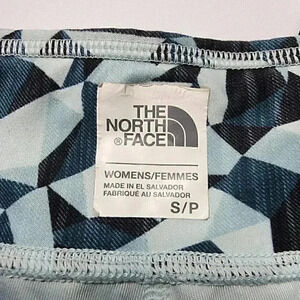 THE
NORTH
® FACE
WOMENS/FEMMES
MADE IN EL SALVADOR
FABRIQUÉ AU SALVADOR
S/P